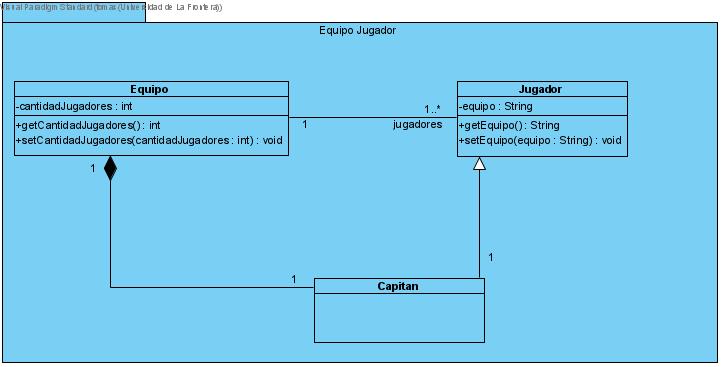 Visual Paradigm Standard(tomas(Universidad de La Frontera))
Equipo Jugador
Equipo
-cantidadJugadores : int
+getCantidadJugadores() : int
+setCantidadJugadores(cantidadJugadores : int) : void
Jugador
-equipo : String
+getEquipo() : String
+setEquipo(equipo : String) : void
1
1..*
jugadores
1
1
1
Capitan